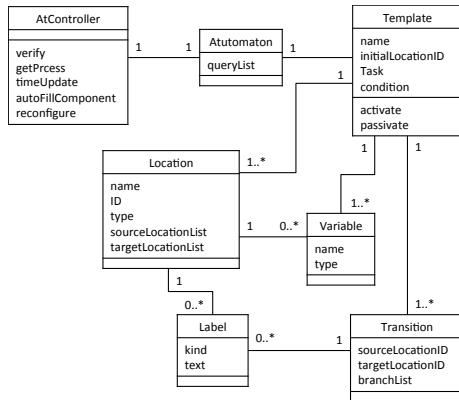 AtController
verify
getPrcess
timeUpdate
autoFillComponent
reconfigure
1
1
Atutomaton
queryList
1
Template
name
initialLocationID
Task
condition
activate
passivate
1
1
1
Location
name
ID
type
sourceLocationList
targetLocationList
1..*
1
0..*
1..*
Variable
name
type
1
0..*
Label
kind
text
0..*
1
1..*
Transition
sourceLocationID
targetLocationID
branchList